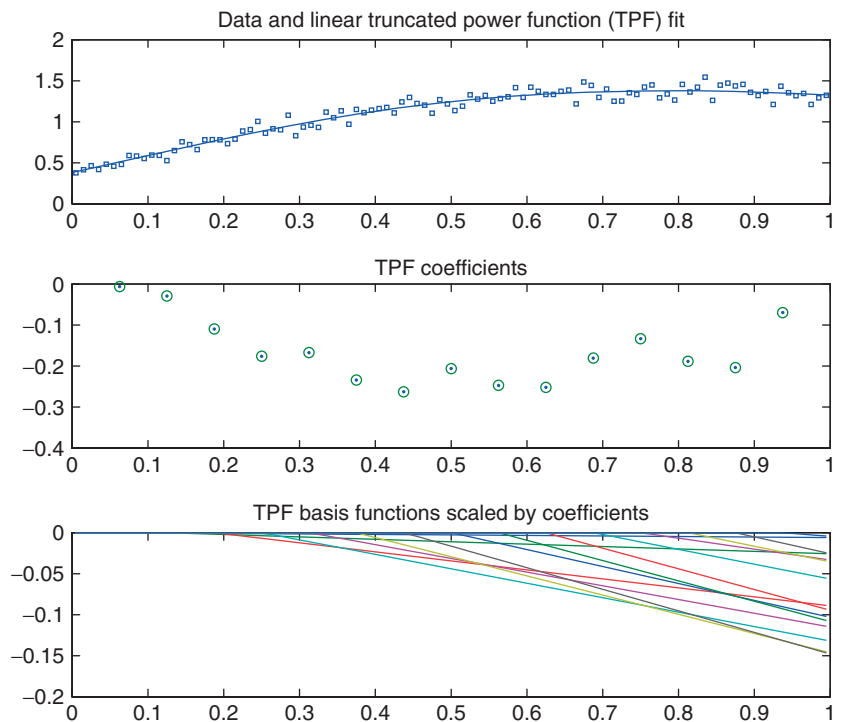 Data and linear truncated power function (TPF) fit
2
1.5
1
0.5
0
0 0.1 0.2 0.3 0.4 0.5 0.6 0.7 0.8 0.9 1
TPF coefficients
0
−0.1
−0.2
−0.3
−0.4
0 0.1 0.2 0.3 0.4 0.5 0.6 0.7 0.8 0.9 1
TPF basis functions scaled by coefficients
0
−0.05
−0.1
−0.15
−0.2
0 0.1 0.2 0.3 0.4 0.5 0.6 0.7 0.8 0.9 1